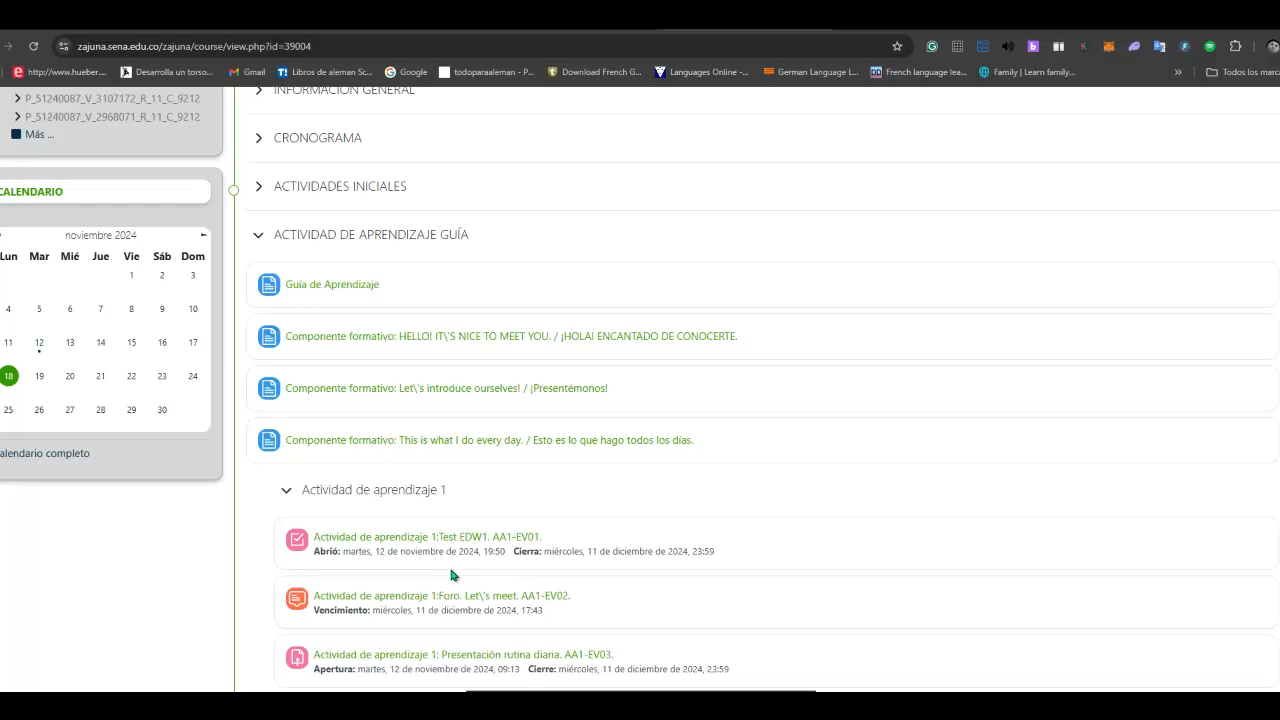 zajuna.sena.edu.co/zajuna/course/view.php?id=39004
http://www.hueber....
Desarrolla un torso...
Gmail
Libros de aleman Sc...
Google
todoparaaleman - P...
Download French G...
Languages Online -...
German Language L...
French language lea...
Family | Learn family...
»
Todos los marc
P_51240087_V_3107172_R_11_C_9212
P_51240087_V_2968071_R_11_C_9212
Más ...
CALENDARIO
noviembre 2024
Lun Mar Mié Jue Vie Sáb Dom
1 2 3
4 5 6 7 8 9 10
11 12 13 14 15 16 17
18 19 20 21 22 23 24
25 26 27 28 29 30
alendario completo
INFORMACIÓN GENERAL
CRONOGRAMA
ACTIVIDADES INICIALES
ACTIVIDAD DE APRENDIZAJE GUÍA
Guía de Aprendizaje
Componente formativo: HELLO! IT\'S NICE TO MEET YOU. / ¡HOLA! ENCANTADO DE CONOCERTE.
Componente formativo: Let\'s introduce ourselves! / ¡Presentémonos!
Componente formativo: This is what I do every day. / Esto es lo que hago todos los días.
Actividad de aprendizaje 1
Actividad de aprendizaje 1:Test EDW1. AA1-EV01.
Abrió: martes, 12 de noviembre de 2024, 19:50 Cierra: miércoles, 11 de diciembre de 2024, 23:59
Actividad de aprendizaje 1:Foro. Let\'s meet. AA1-EV02.
Vencimiento: miércoles, 11 de diciembre de 2024, 17:43
Actividad de aprendizaje 1: Presentación rutina diaria. AA1-EV03.
Apertura: martes, 12 de noviembre de 2024, 09:13 Cierre: miércoles, 11 de diciembre de 2024, 23:59